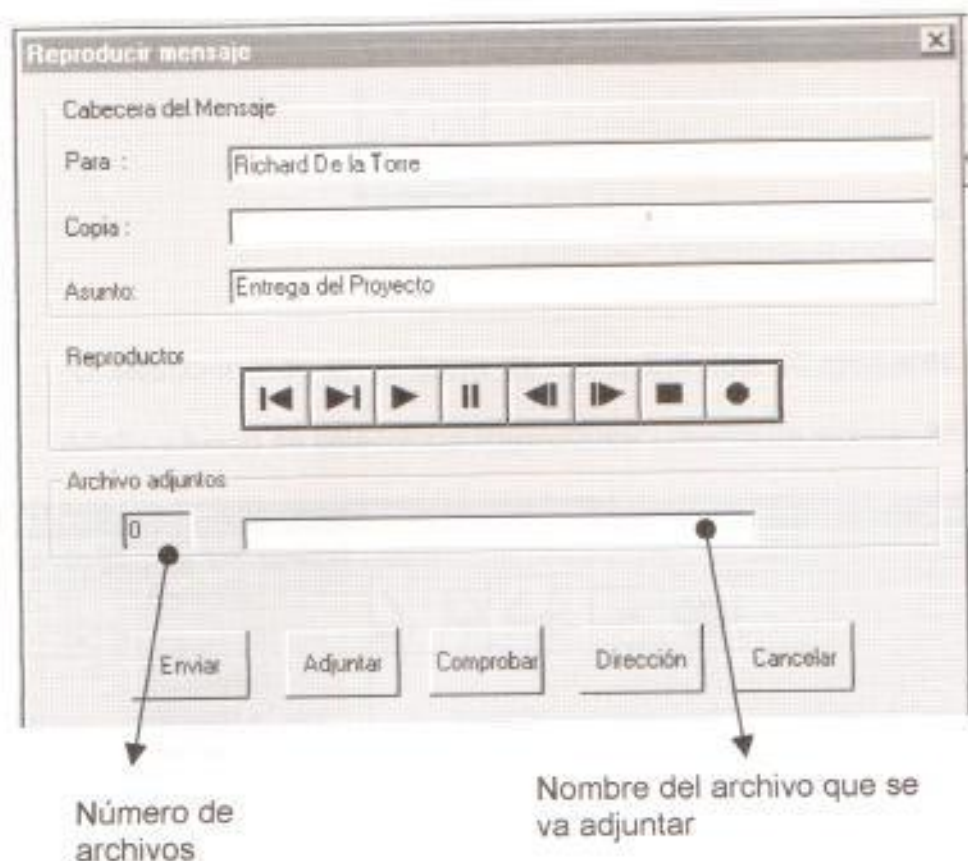 Reproducir mensaje
Cabecera del Mensaje
Para :
Richard De la Torre
Copia :
Asunto:
Entrega del Proyecto
Reproductor
Archivo adjuntos
0
Enviar
Adjuntar
Comprobar
Dirección
Cancelar
Número de
archivos
Nombre del archivo que se
va adjuntar